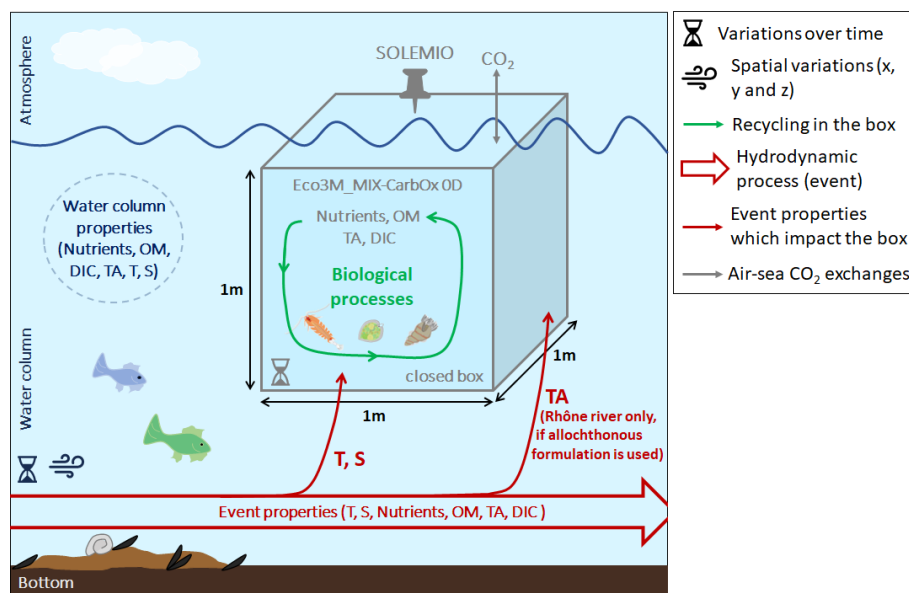 Atmosphere
SOLEMIO
CO₂
Eco3M_MIX-CarbOx 0D
Nutrients, OM
TA, DIC
Biological
processes
closed box
1m
1m
1m
Water column
properties
(Nutrients, OM,
DIC, TA, T, S)
Water column
T, S
TA
(Rhône river only,
if allochthonous
formulation is used)
Event properties (T, S, Nutrients, OM, TA, DIC )
Bottom
Variations over time
Spatial variations (x,
y and z)
Recycling in the box
Hydrodynamic
process (event)
Event properties
which impact the box
Air-sea CO₂ exchanges